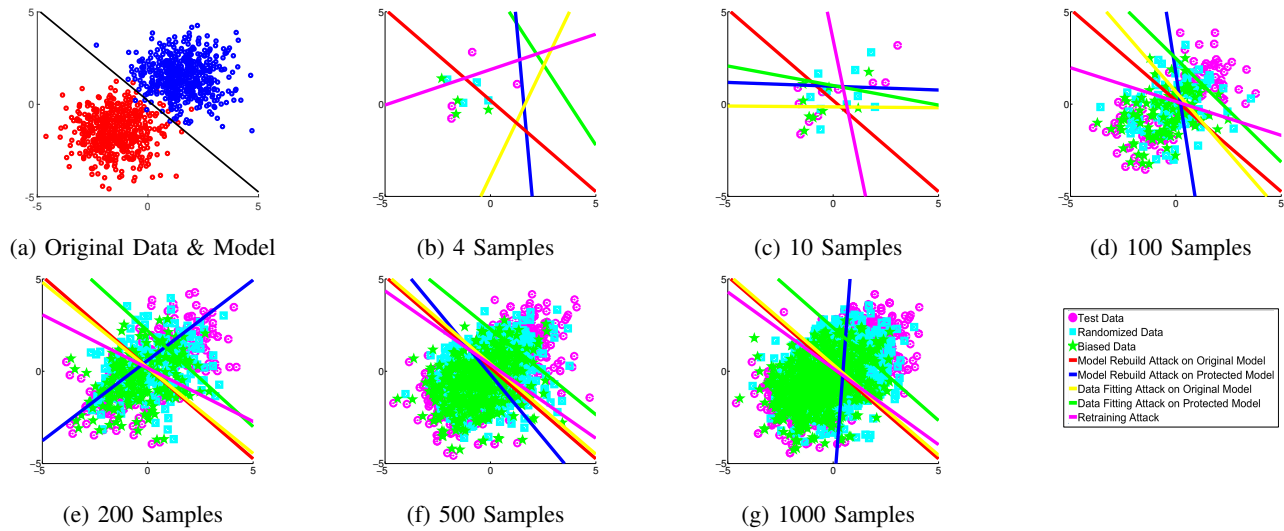 5
0
-5
-5
0
5
(a) Original Data & Model
5
0
−5
−5
0
5
(b) 4 Samples
5
0
−5
−5
0
5
(c) 10 Samples
5
0
−5
−5
0
5
(d) 100 Samples
5
0
−5
−5
0
5
(e) 200 Samples
5
0
−5
−5
0
5
(f) 500 Samples
5
0
−5
−5
0
5
(g) 1000 Samples
Test Data
Randomized Data
Biased Data
Model Rebuild Attack on Original Model
Model Rebuild Attack on Protected Model
Data Fitting Attack on Original Model
Data Fitting Attack on Protected Model
Retraining Attack